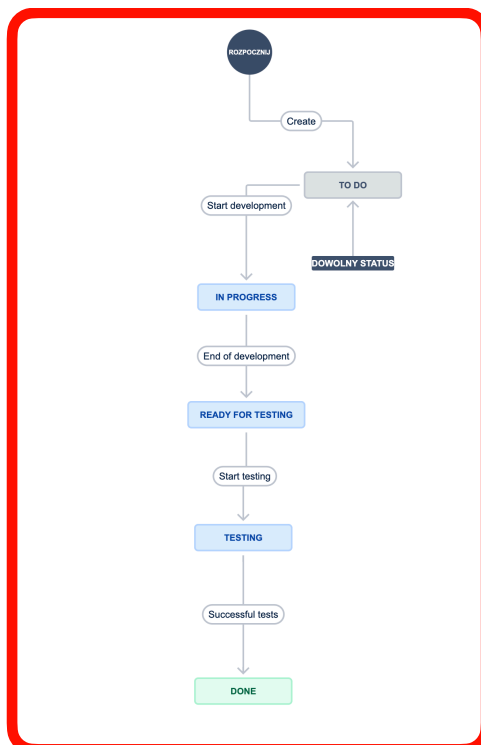 ROZPOCZNIJ
Create
TO DO
Start development
DOWOLNY STATUS
IN PROGRESS
End of development
READY FOR TESTING
Start testing
TESTING
Successful tests
DONE